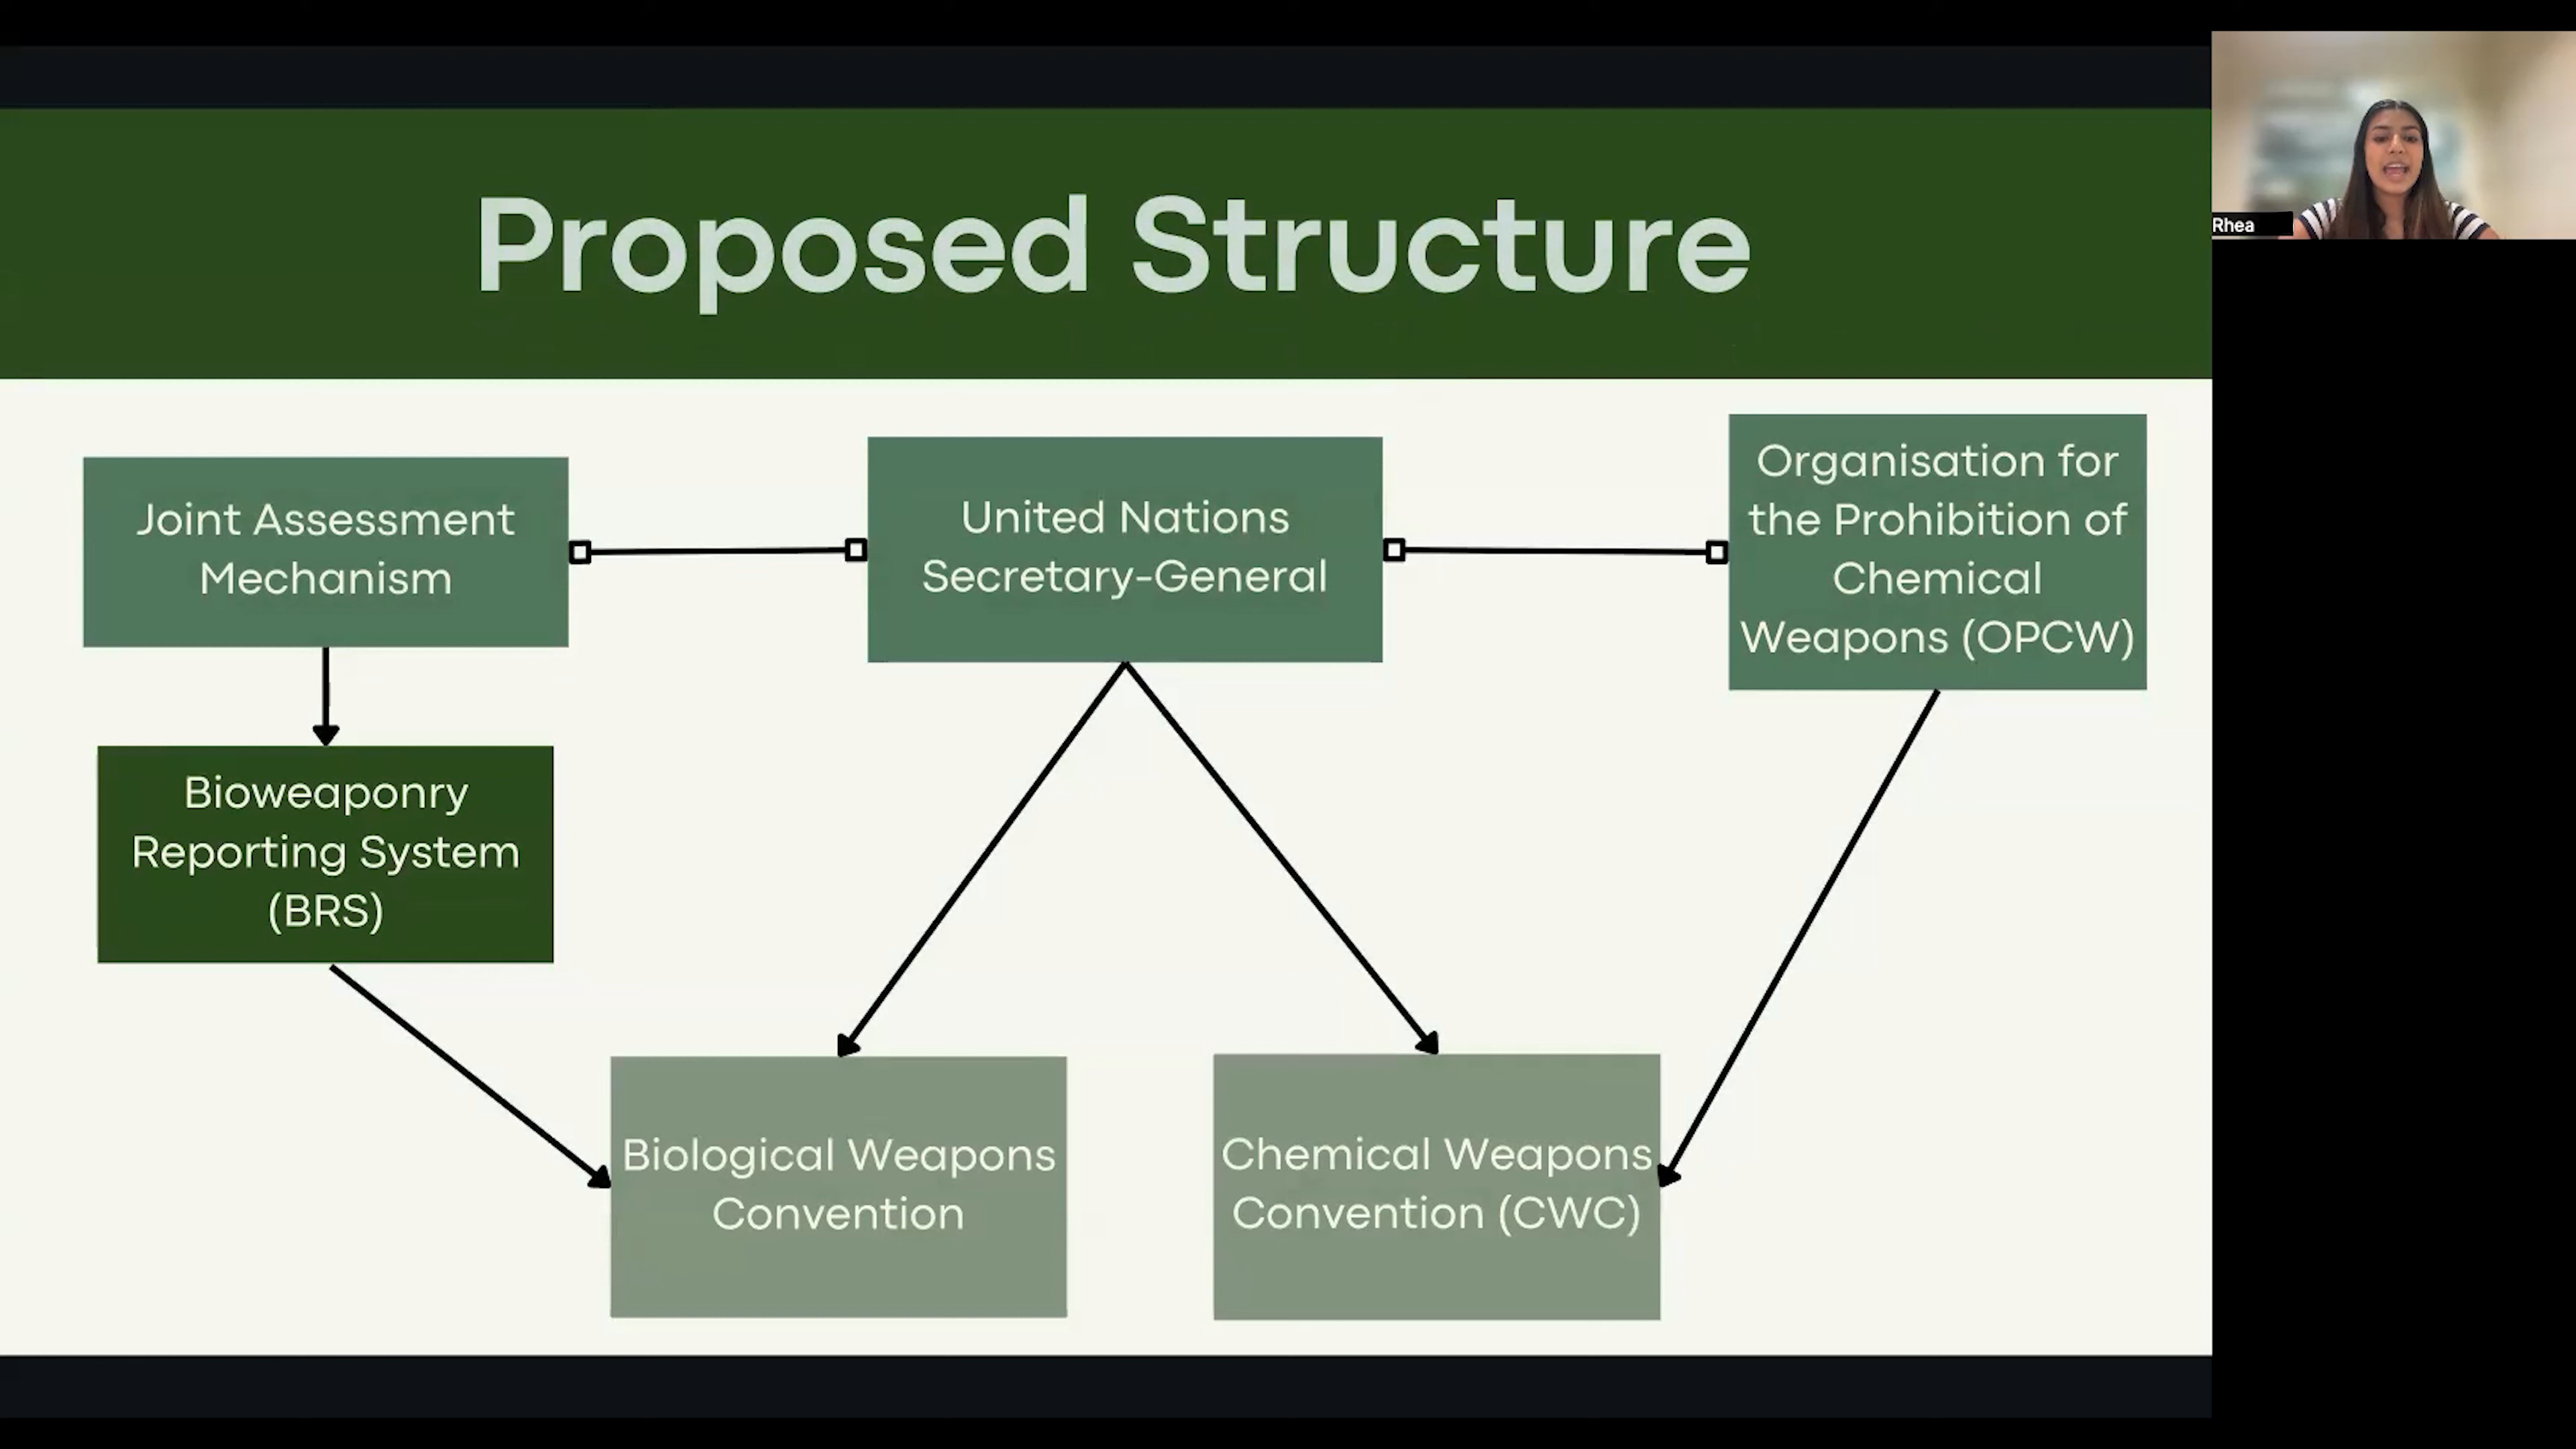 Proposed Structure
Rhea
Joint Assessment
Mechanism
United Nations
Secretary-General
Organisation for
the Prohibition of
Chemical
Weapons (OPCW)
Bioweaponry
Reporting System
(BRS)
Biological Weapons
Convention
Chemical Weapons
Convention (CWC)